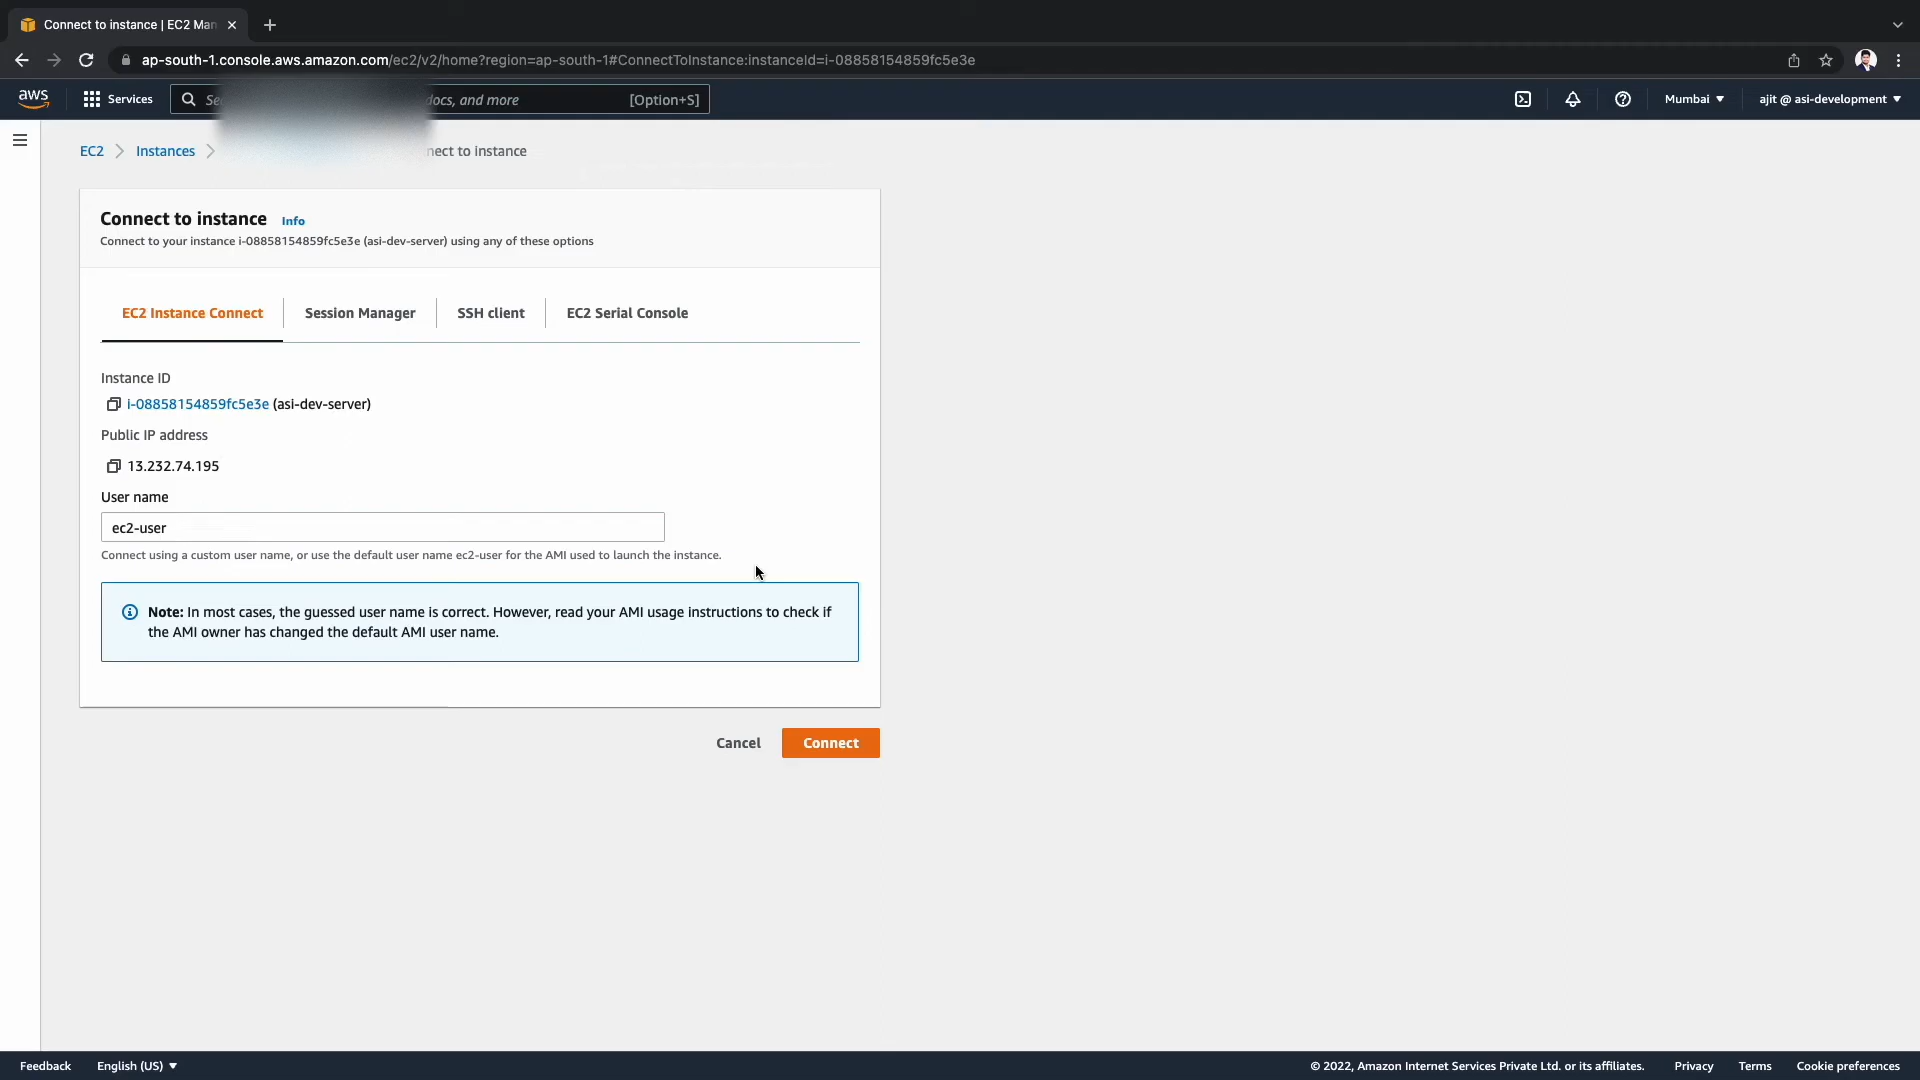 Connect to instance | EC2 Man
ap-south-1.console.aws.amazon.com/ec2/v2/home?region=ap-south-1#ConnectToInstance:instanceId=i-08858154859fc5e3e
aws Services docs, and more [Option+S] Mumbai ajit @ asi-development
EC2 Instances nect to instance
Connect to instance Info
Connect to your instance i-08858154859fc5e3e (asi-dev-server) using any of these options
EC2 Instance Connect Session Manager SSH client EC2 Serial Console
Instance ID
i-08858154859fc5e3e (asi-dev-server)
Public IP address
13.232.74.195
User name
ec2-user
Connect using a custom user name, or use the default user name ec2-user for the AMI used to launch the instance.
Note: In most cases, the guessed user name is correct. However, read your AMI usage instructions to check if
the AMI owner has changed the default AMI user name.
Cancel Connect
Feedback English (US) © 2022, Amazon Internet Services Private Ltd. or its affiliates. Privacy Terms Cookie preferences